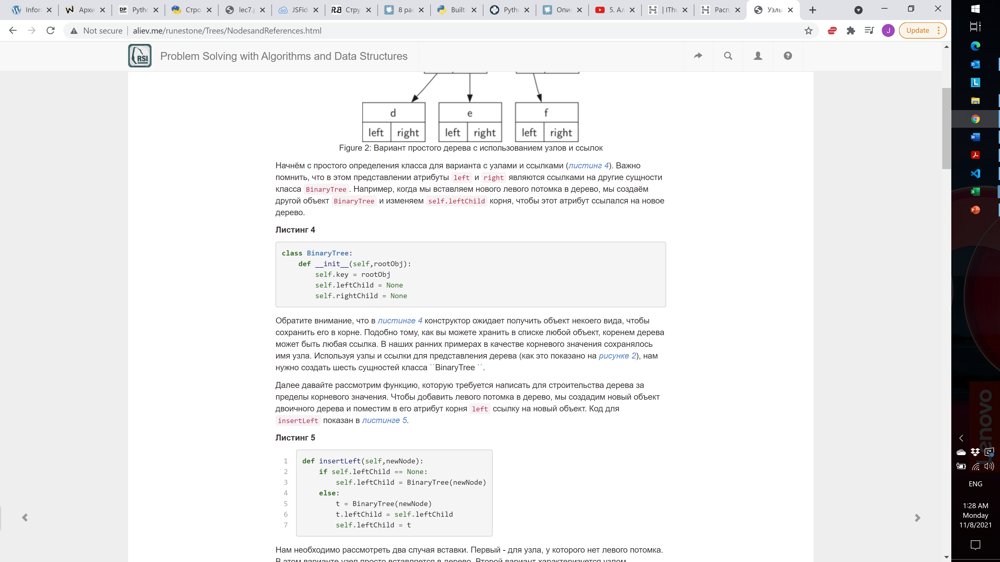 Infor
Архи
Pytho
Стро
lec7.p
JSFid
Стру
8 рас
Built-
Pytho
Опис
5. Ал
| IThu
Расп
Узлы
Not secure
aliev.me/runestone/Trees/NodesandReferences.html
J
Update
RSI
Problem Solving with Algorithms and Data Structures
d
e
f
left
right
left
right
left
right
Figure 2: Вариант простого дерева с использованием узлов и ссылок
Начнём с простого определения класса для варианта с узлами и ссылками (листинг 4). Важно
помнить, что в этом представлении атрибуты left и right являются ссылками на другие сущности
класса BinaryTree. Например, когда мы вставляем нового левого потомка в дерево, мы создаём
другой объект BinaryTree и изменяем self.leftChild корня, чтобы этот атрибут ссылался на новое
дерево.
Листинг 4
class BinaryTree:
    def __init__(self,rootObj):
        self.key = rootObj
        self.leftChild = None
        self.rightChild = None
Обратите внимание, что в листинге 4 конструктор ожидает получить объект некоего вида, чтобы
сохранить его в корне. Подобно тому, как вы можете хранить в списке любой объект, коренем дерева
может быть любая ссылка. В наших ранних примерах в качестве корневого значения сохранялось
имя узла. Используя узлы и ссылки для представления дерева (как это показано на рисунке 2), нам
нужно создать шесть сущностей класса ``BinaryTree ``.
Далее давайте рассмотрим функцию, которую требуется написать для строительства дерева за
пределы корневого значения. Чтобы добавить левого потомка в дерево, мы создадим новый объект
двоичного дерева и поместим в его атрибут корня left ссылку на новый объект. Код для
insertLeft показан в листинге 5.
Листинг 5
1 def insertLeft(self,newNode):
2     if self.leftChild == None:
3         self.leftChild = BinaryTree(newNode)
4     else:
5         t = BinaryTree(newNode)
6         t.leftChild = self.leftChild
7         self.leftChild = t
Нам необходимо рассмотреть два случая вставки. Первый - для узла, у которого нет левого потомка.
В этом варианте узел просто вставляется в дерево. Второй вариант характеризуется узлом
Lenovo
ENG
1:28 AM
Monday
11/8/2021